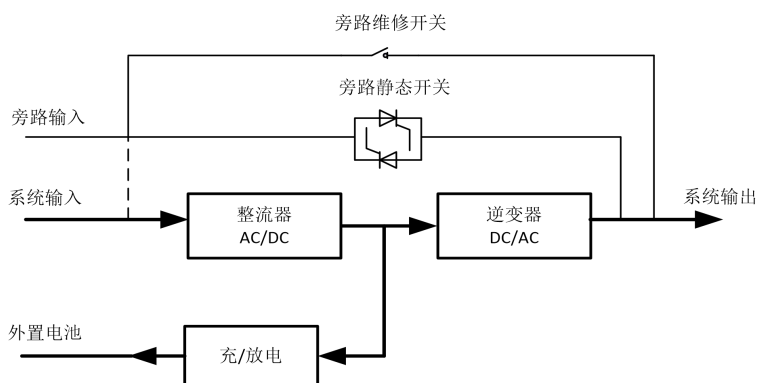 旁路维修开关
旁路静态开关
旁路输入
系统输入
整流器
AC/DC
逆变器
DC/AC
系统输出
外置电池
充/放电